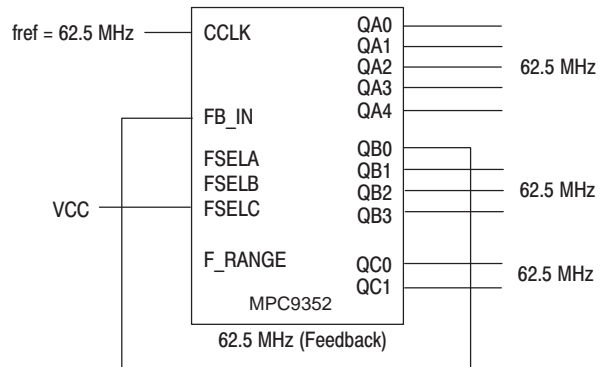 fref = 62.5 MHz
CCLK
FB_IN
FSELA
FSELB
VCC
FSELC
F_RANGE
MPC9352
QA0
QA1
QA2
QA3
QA4
62.5 MHz
QB0
QB1
QB2
QB3
62.5 MHz
QC0
QC1
62.5 MHz
62.5 MHz (Feedback)